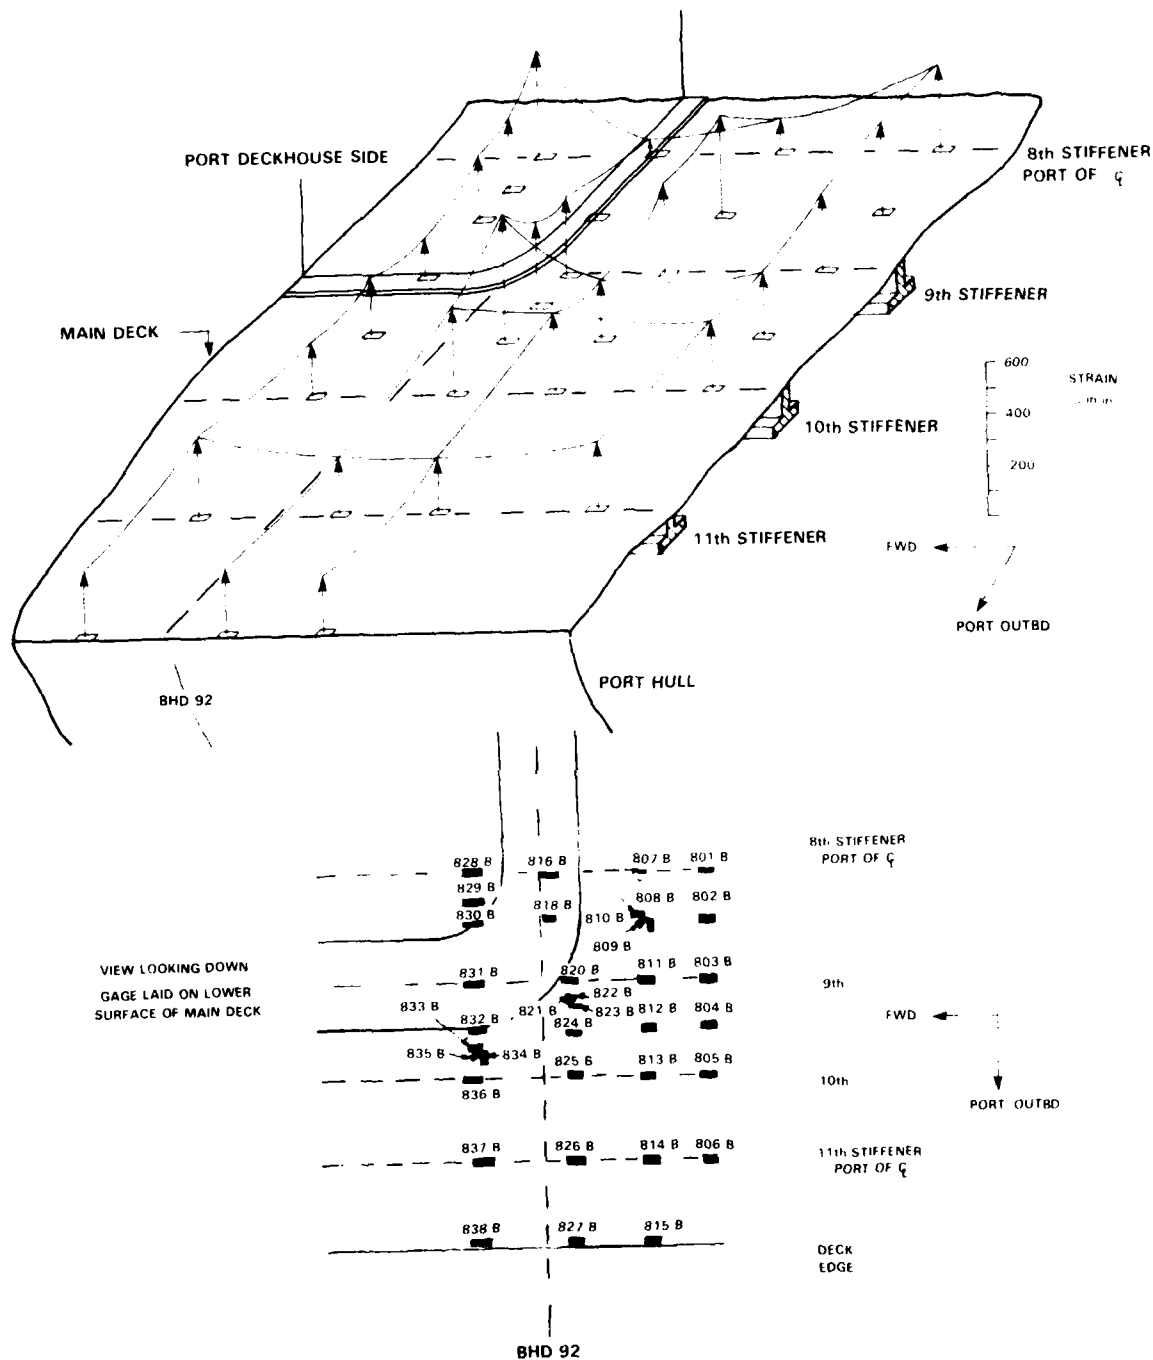 PORT DECKHOUSE SIDE
8th STIFFENER
PORT OF ℄
9th STIFFENER
MAIN DECK
600
STRAIN
400
10th STIFFENER
200
11th STIFFENER
FWD
PORT OUTBD
PORT HULL
BHD 92
8th STIFFENER
PORT OF ℄
828 B 816 B 807 B 801 B
829 B
830 B 818 B 810 B 808 B 802 B
809 B
VIEW LOOKING DOWN
GAGE LAID ON LOWER
SURFACE OF MAIN DECK
831 B 820 B 811 B 803 B
9th
822 B
833 B 832 B 821 B 823 B 812 B 804 B
824 B
FWD
835 B 834 B 825 B 813 B 805 B
10th
836 B
PORT OUTBD
837 B 826 B 814 B 806 B
11th STIFFENER
PORT OF ℄
838 B 827 B 815 B
DECK
EDGE
BHD 92